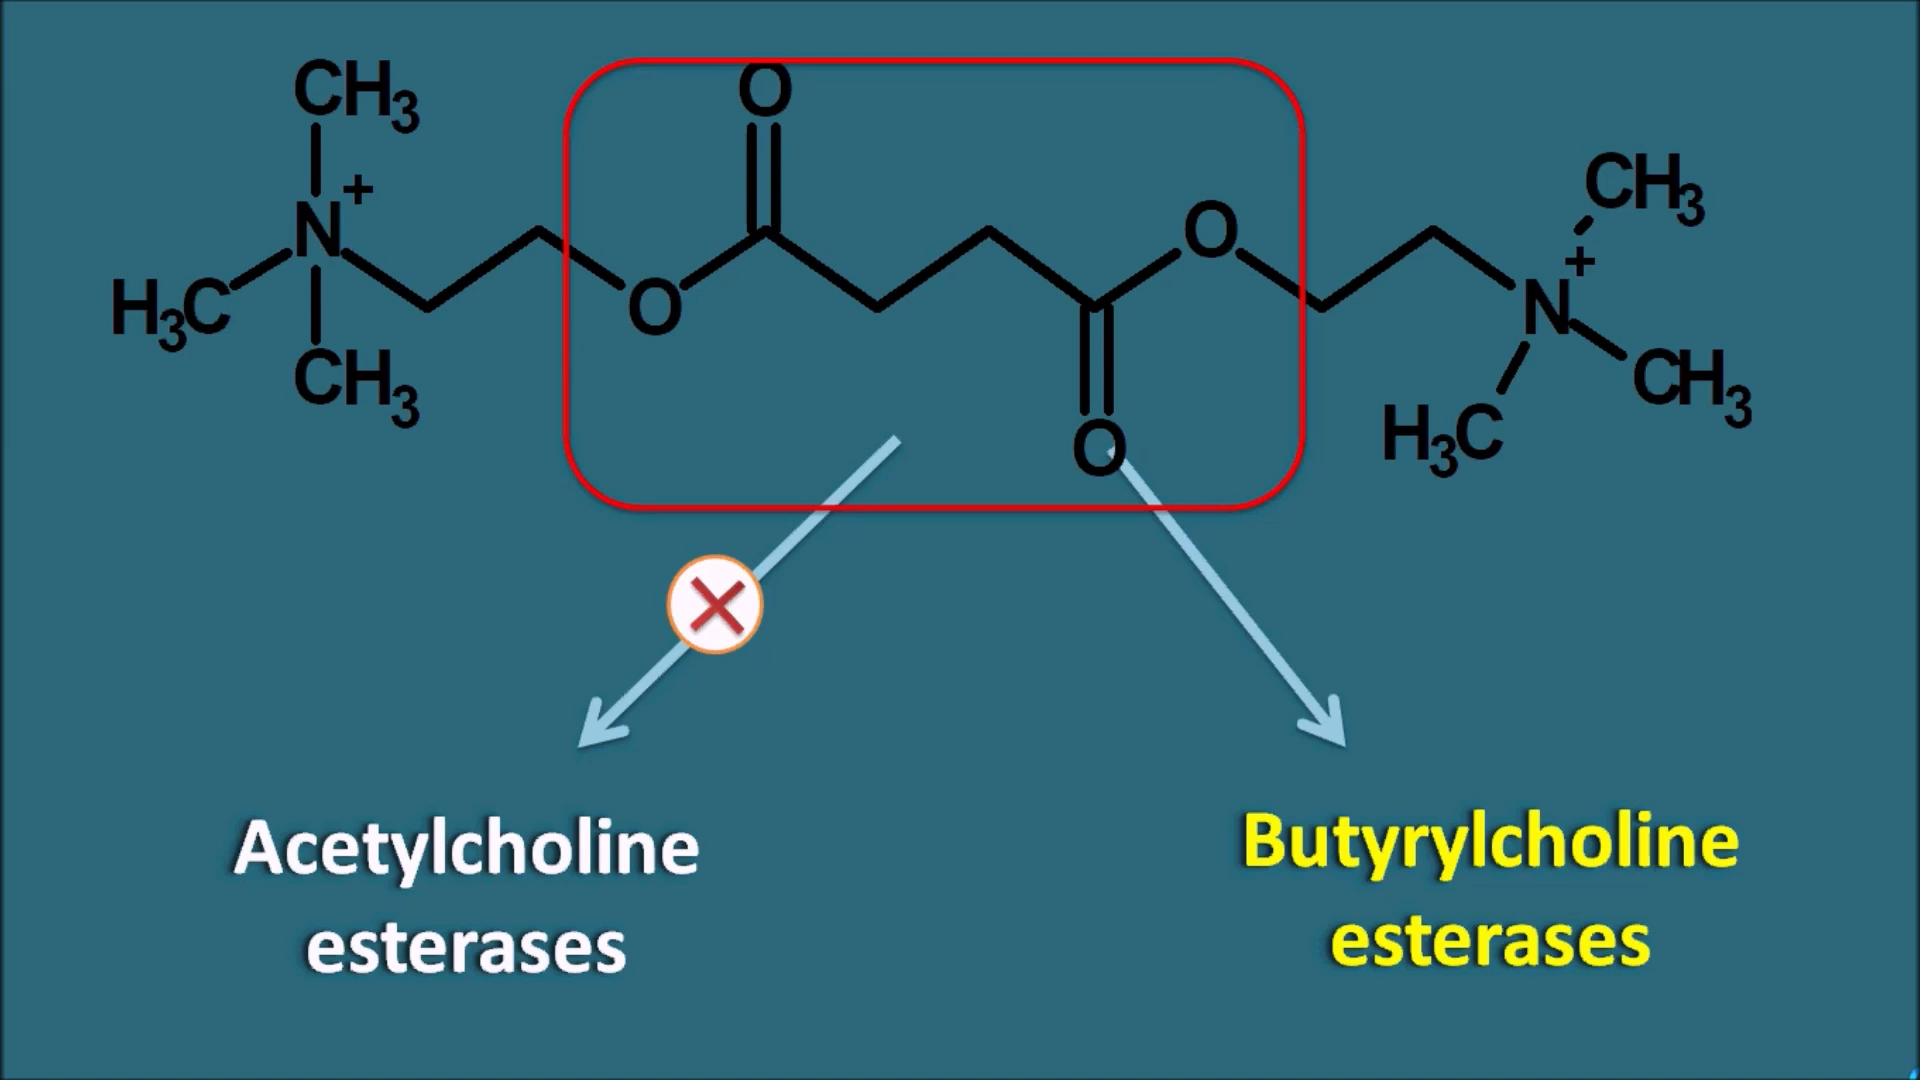 CH3
O
CH3
+
N
O
+
H3C
O
N
CH3
CH3
H3C
O
Acetylcholine
esterases
Butyrylcholine
esterases